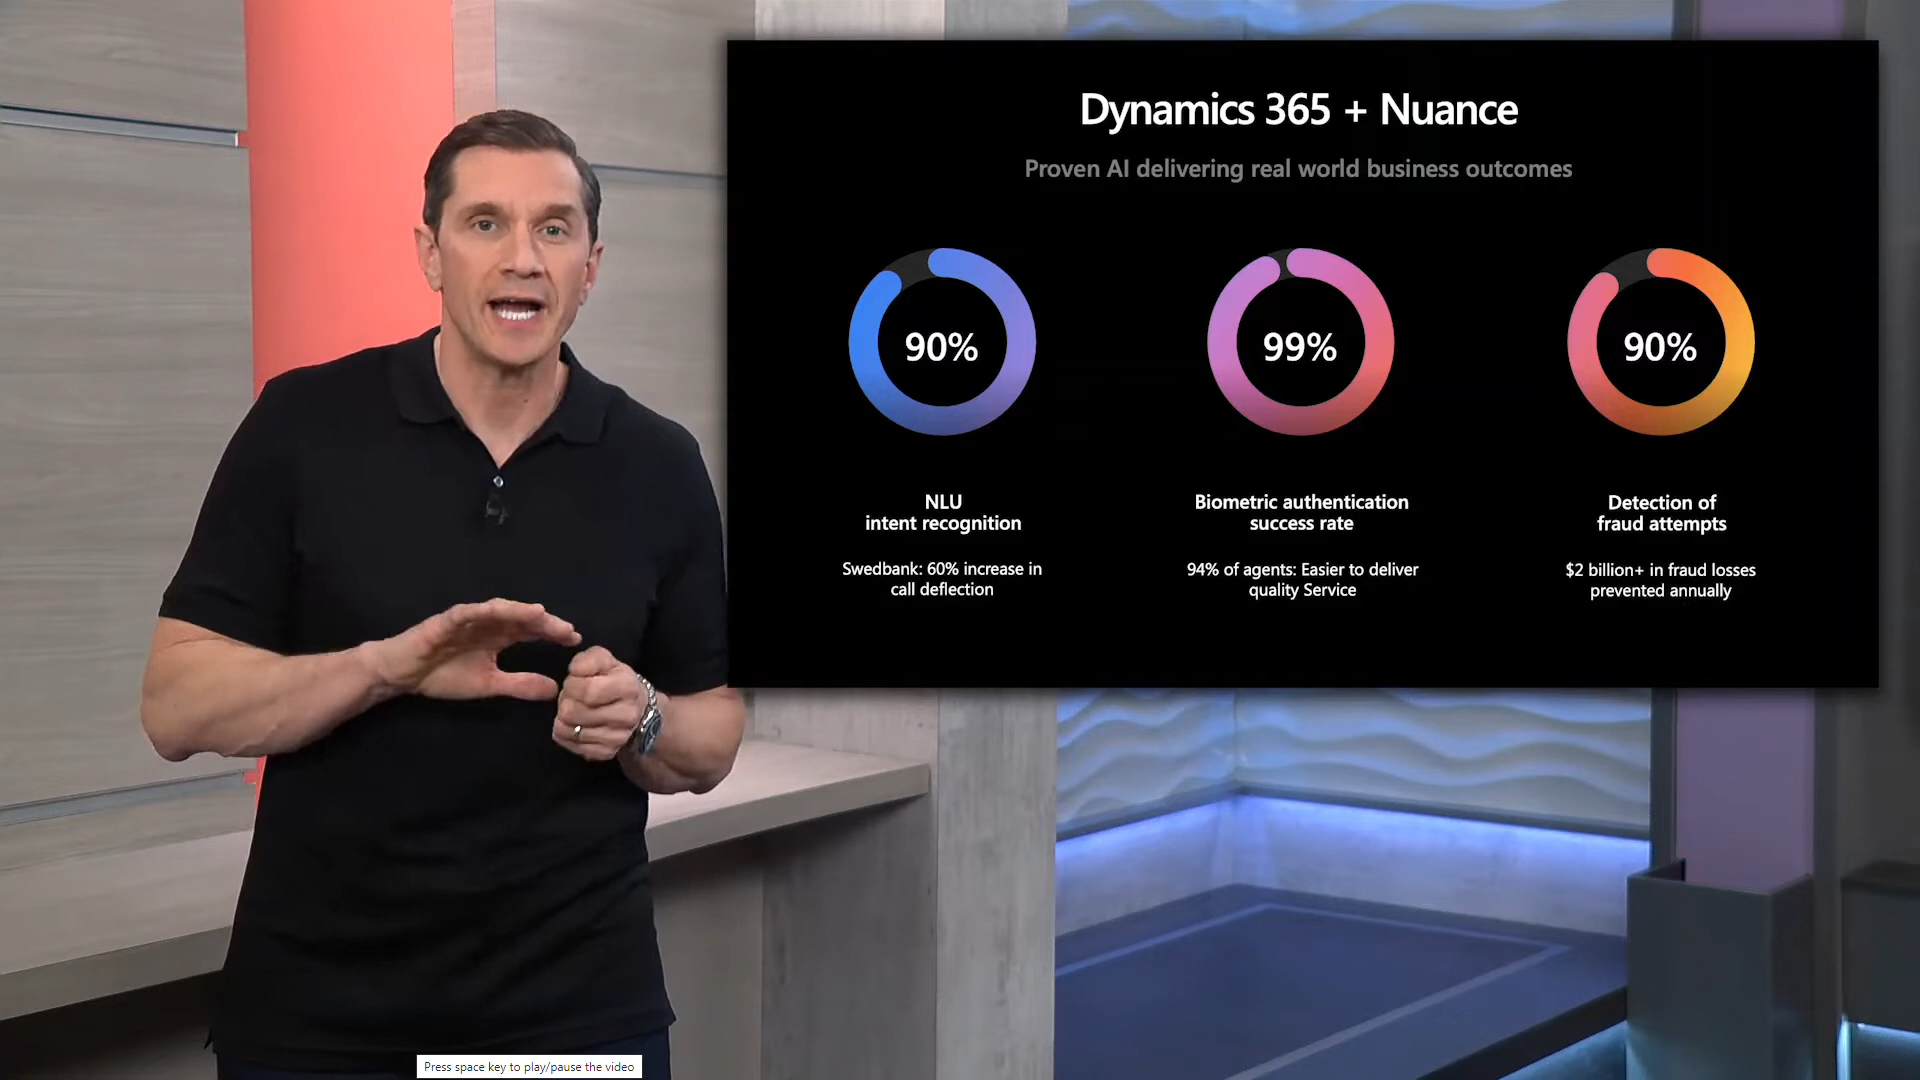 Dynamics 365 + Nuance
Proven AI delivering real world business outcomes
90%
99%
90%
NLU
intent recognition
Biometric authentication
success rate
Detection of
fraud attempts
Swedbank: 60% increase in
call deflection
94% of agents: Easier to deliver
quality Service
$2 billion+ in fraud losses
prevented annually
Press space key to play/pause the video